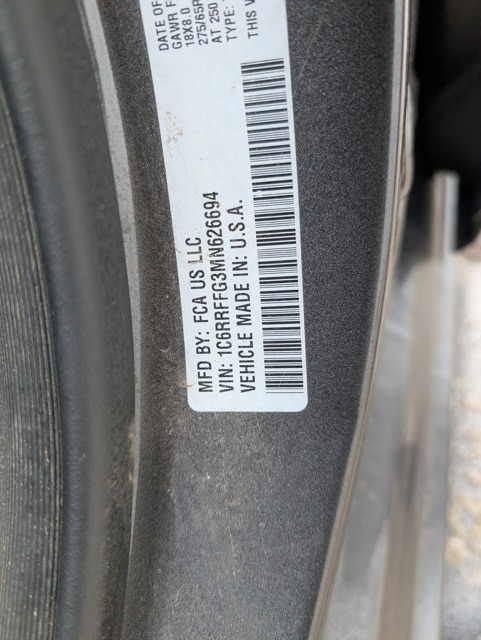 DATE OF
GAWR F
18X8.0
275/65R
AT 250
TYPE:
THIS V
MFD BY: FCA US LLC
VIN: 1C6RRFFG3MN626694
VEHICLE MADE IN: U.S.A.